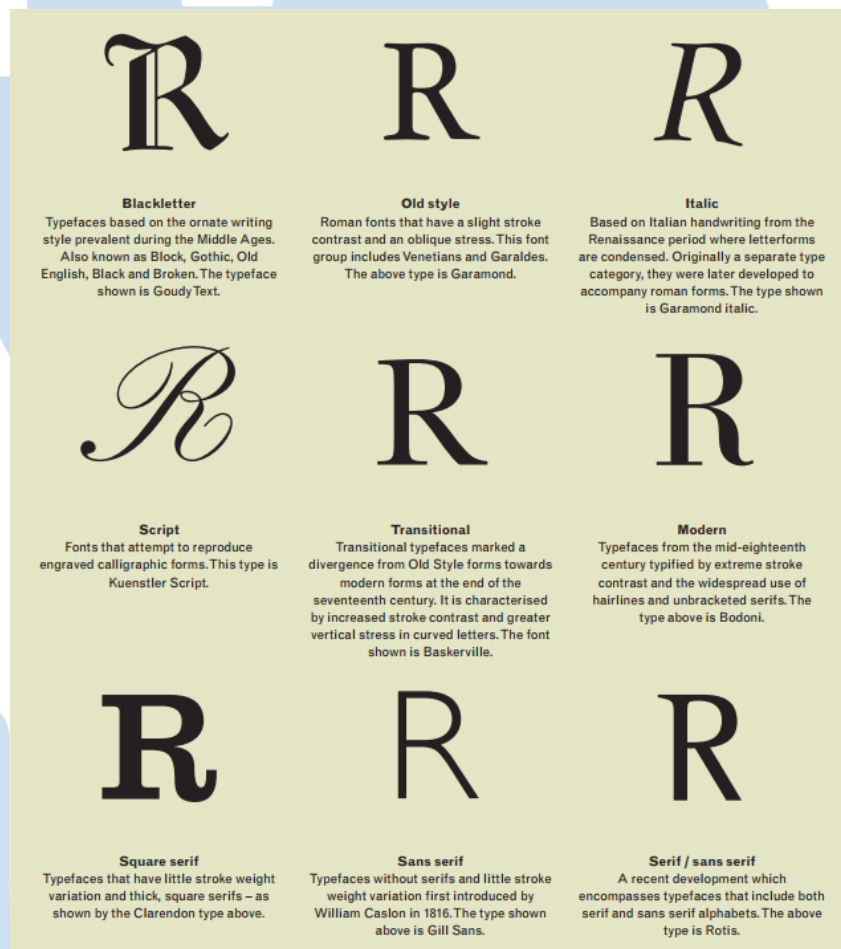 R
R
R
Blackletter
Typefaces based on the ornate writing
style prevalent during the Middle Ages.
Also known as Block, Gothic, Old
English, Black and Broken. The typeface
shown is Goudy Text.
Old style
Roman fonts that have a slight stroke
contrast and an oblique stress. This font
group includes Venetians and Garaldes.
The above type is Garamond.
Italic
Based on Italian handwriting from the
Renaissance period where letterforms
are condensed. Originally a separate type
category, they were later developed to
accompany roman forms. The type shown
is Garamond italic.
R
R
R
Script
Fonts that attempt to reproduce
engraved calligraphic forms. This type is
Kuenstler Script.
Transitional
Transitional typefaces marked a
divergence from Old Style forms towards
modern forms at the end of the
seventeenth century. It is characterised
by increased stroke contrast and greater
vertical stress in curved letters. The font
shown is Baskerville.
Modern
Typefaces from the mid-eighteenth
century typified by extreme stroke
contrast and the widespread use of
hairlines and unbracketed serifs. The
type above is Bodoni.
R
R
R
Square serif
Typefaces that have little stroke weight
variation and thick, square serifs – as
shown by the Clarendon type above.
Sans serif
Typefaces without serifs and little stroke
weight variation first introduced by
William Caslon in 1816. The type shown
above is Gill Sans.
Serif / sans serif
A recent development which
encompasses typefaces that include both
serif and sans serif alphabets. The above
type is Rotis.